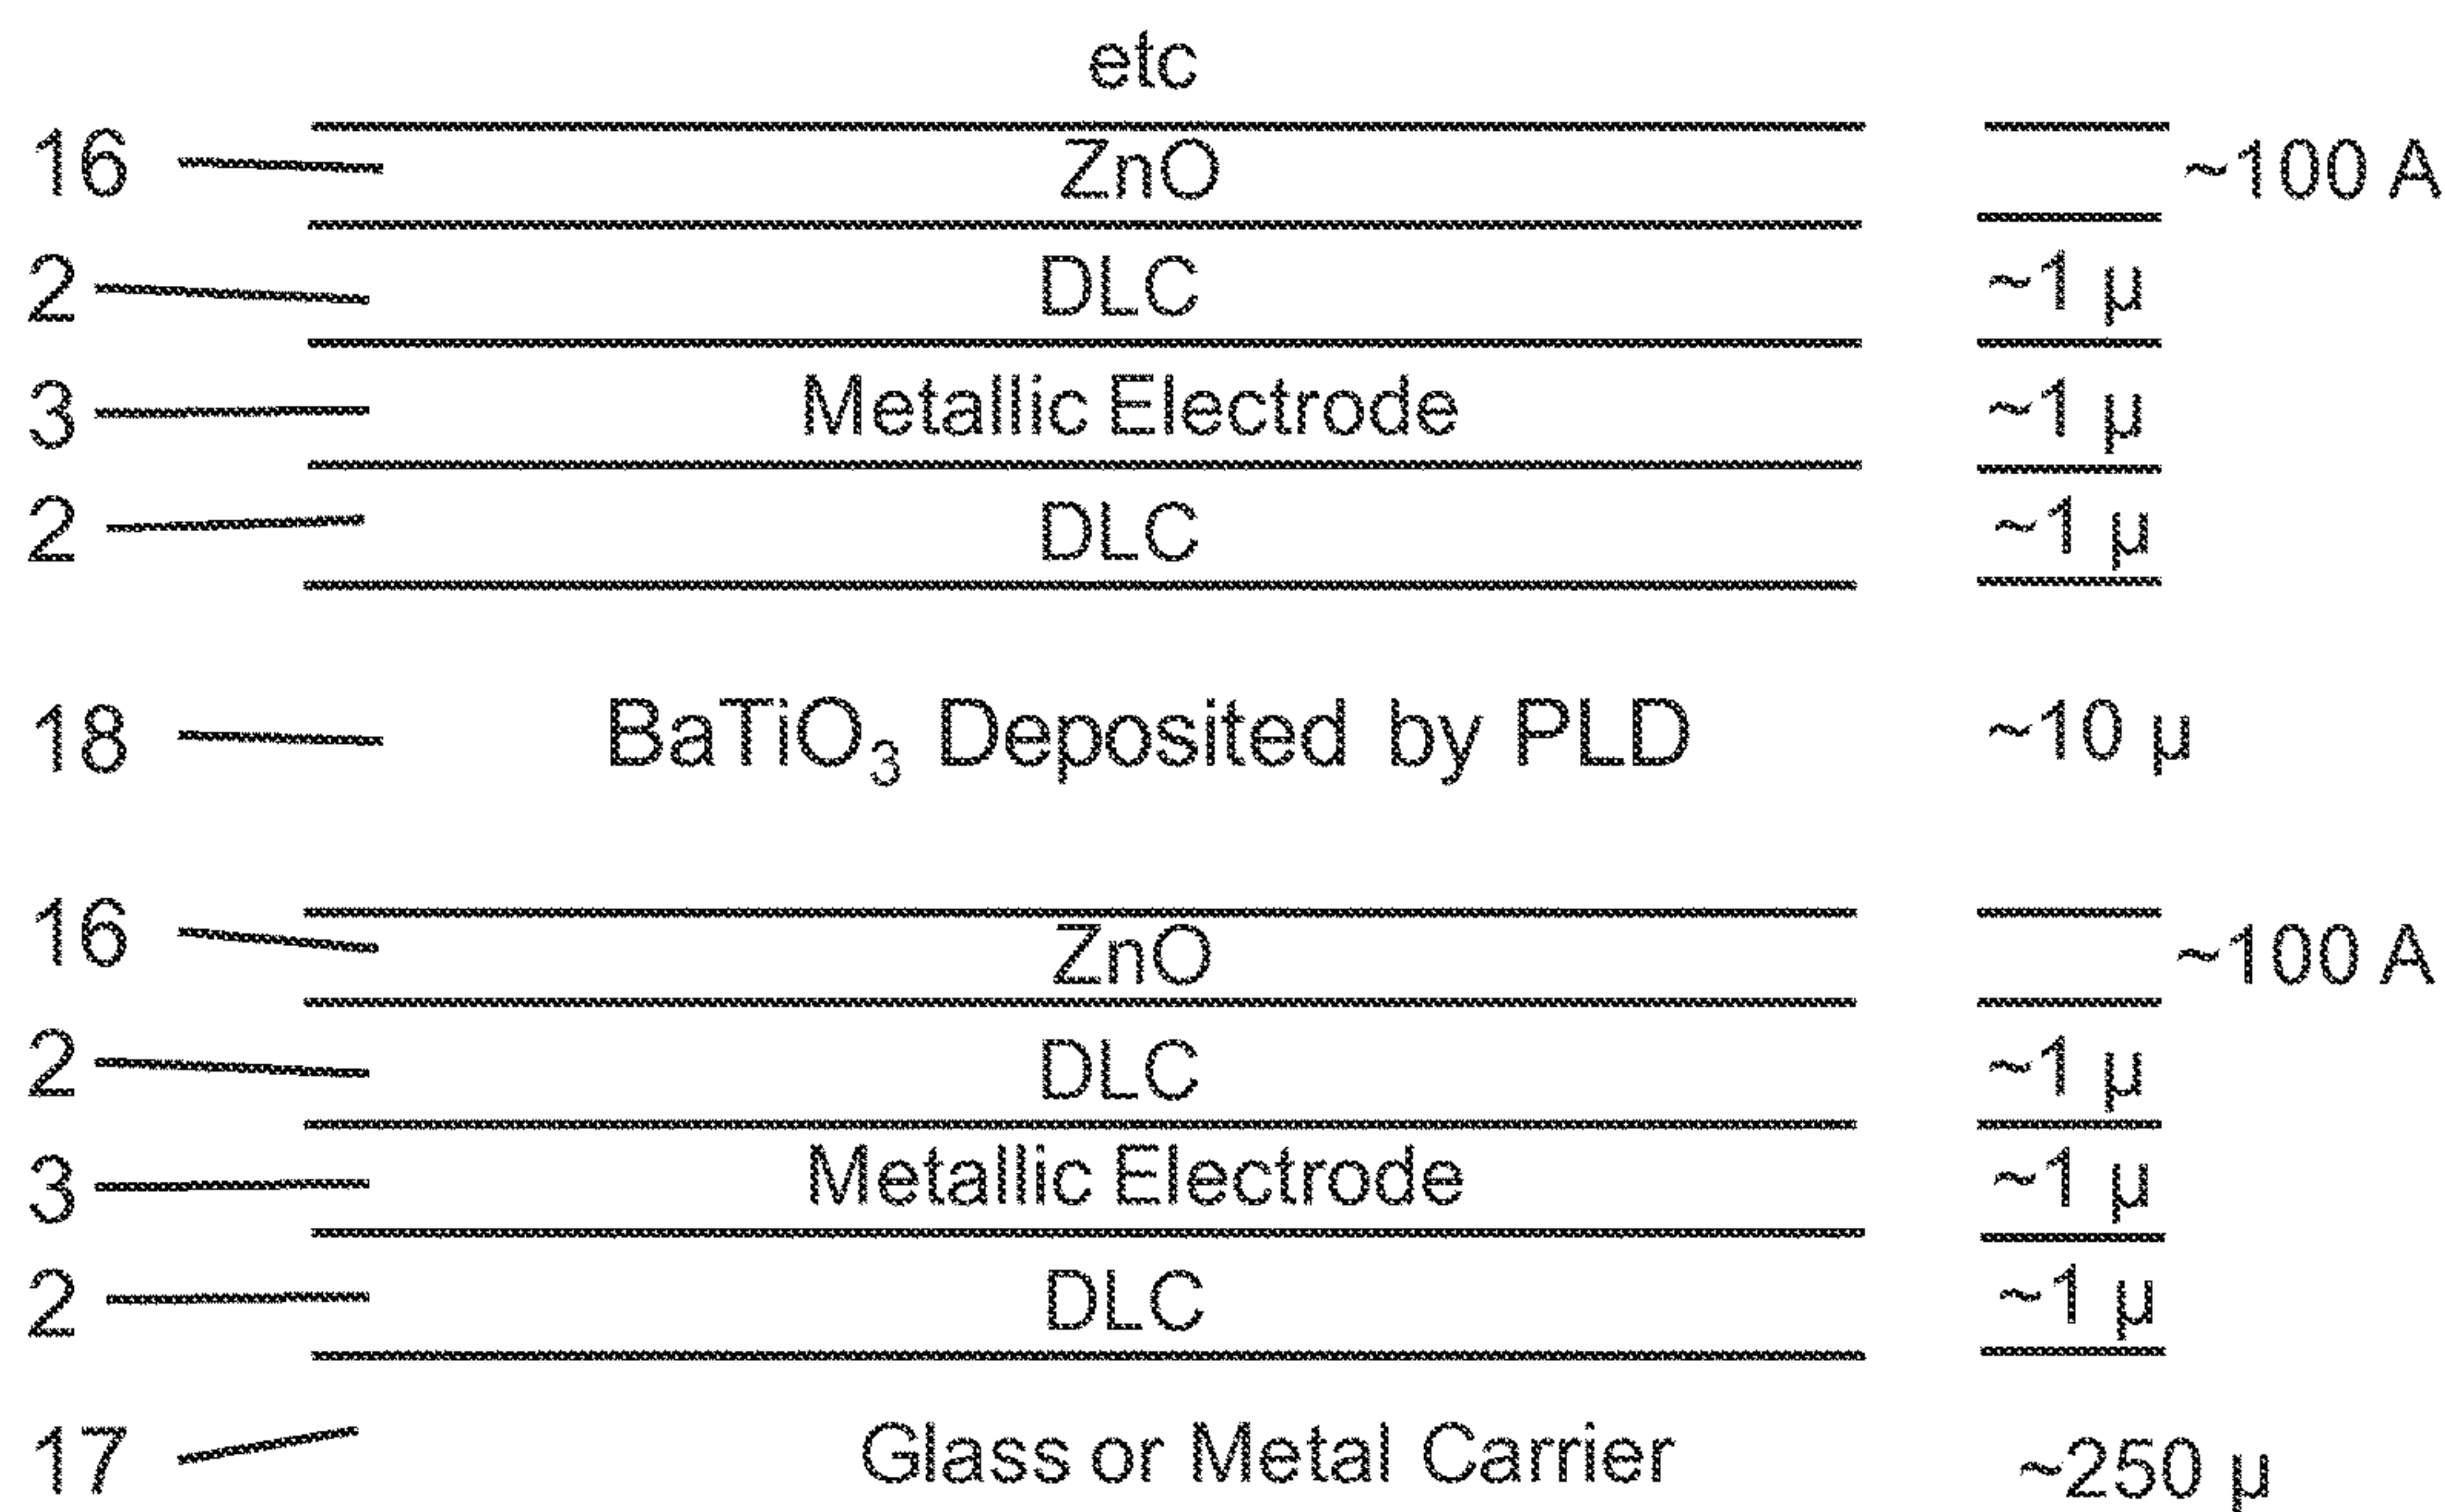 etc
16 ZnO ~100 A
2 DLC ~1 μ
3 Metallic Electrode ~1 μ
2 DLC ~1 μ
18 BaTiO₃ Deposited by PLD ~10 μ
16 ZnO ~100 A
2 DLC ~1 μ
3 Metallic Electrode ~1 μ
2 DLC ~1 μ
17 Glass or Metal Carrier ~250 μ